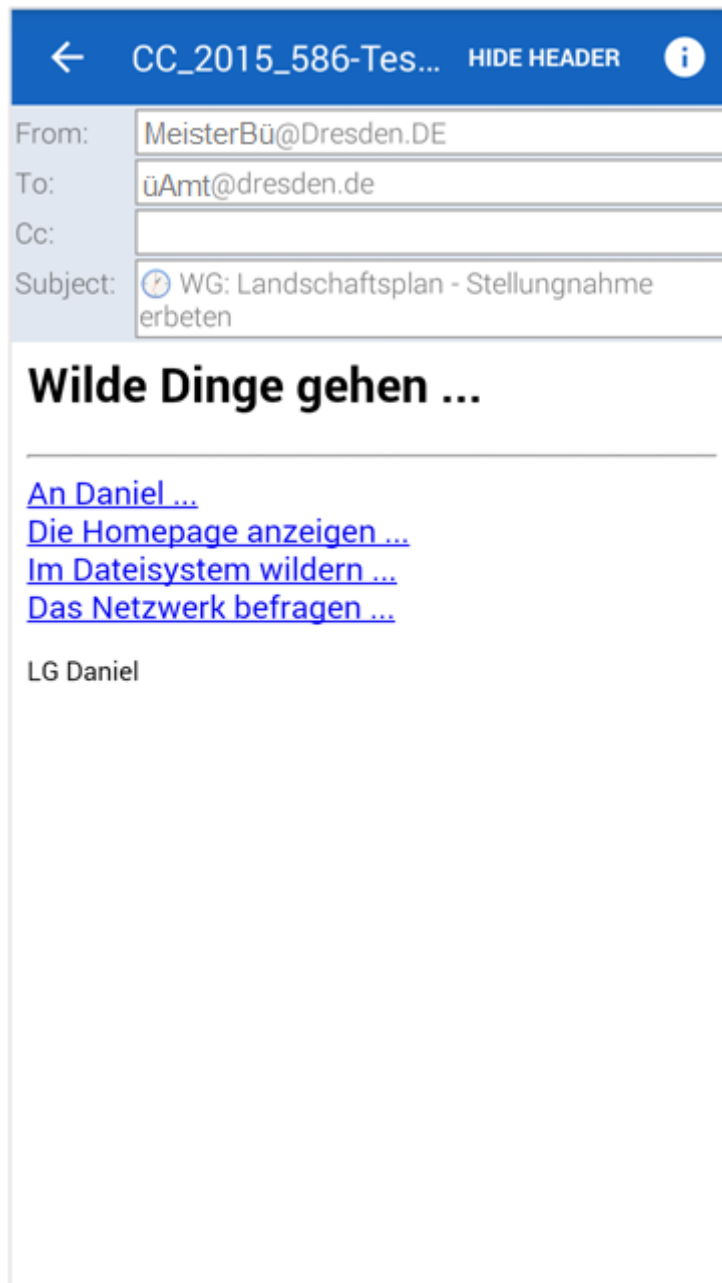 CC_2015_586-Tes... HIDE HEADER
From: MeisterBü@Dresden.DE
To: üAmt@dresden.de
Cc:
Subject: WG: Landschaftsplan - Stellungnahme
erbeten
Wilde Dinge gehen ...
An Daniel ...
Die Homepage anzeigen ...
Im Dateisystem wildern ...
Das Netzwerk befragen ...
LG Daniel